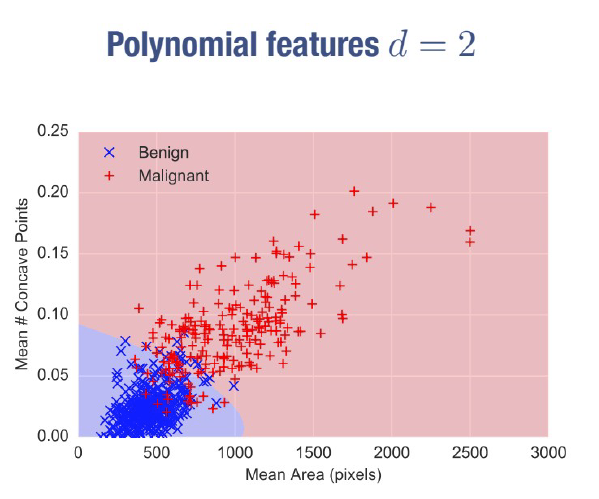 Polynomial features d = 2
0.25
0.20
0.15
0.10
0.05
0.00
Mean # Concave Points
Benign
Malignant
0 500 1000 1500 2000 2500 3000
Mean Area (pixels)